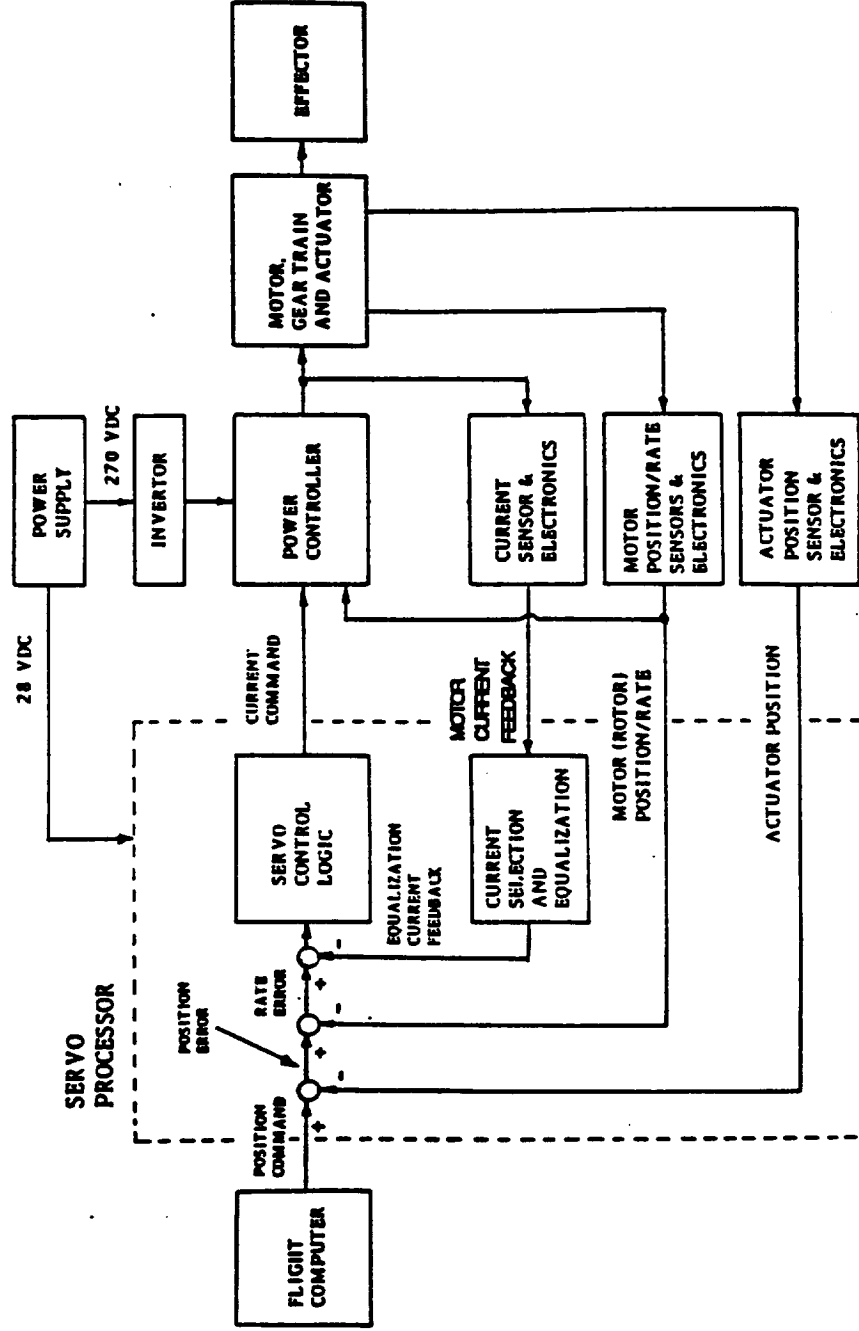 28 VDC
POWER
SUPPLY
270 VDC
INVERTOR
SERVO
PROCESSOR
FLIGHT
COMPUTER
POSITION
COMMAND
POSITION
ERROR
RATE
ERROR
SERVO
CONTROL
LOGIC
CURRENT
COMMAND
POWER
CONTROLLER
MOTOR,
GEAR TRAIN
AND ACTUATOR
EFFECTOR
+
-
+
-
+
-
EQUALIZATION
CURRENT
FEEDBACK
CURRENT
SELECTION
AND
EQUALIZATION
MOTOR
CURRENT
FEEDBACK
CURRENT
SENSOR &
ELECTRONICS
MOTOR (ROTOR)
POSITION/RATE
MOTOR
POSITION/RATE
SENSORS &
ELECTRONICS
ACTUATOR POSITION
ACTUATOR
POSITION
SENSOR &
ELECTRONICS